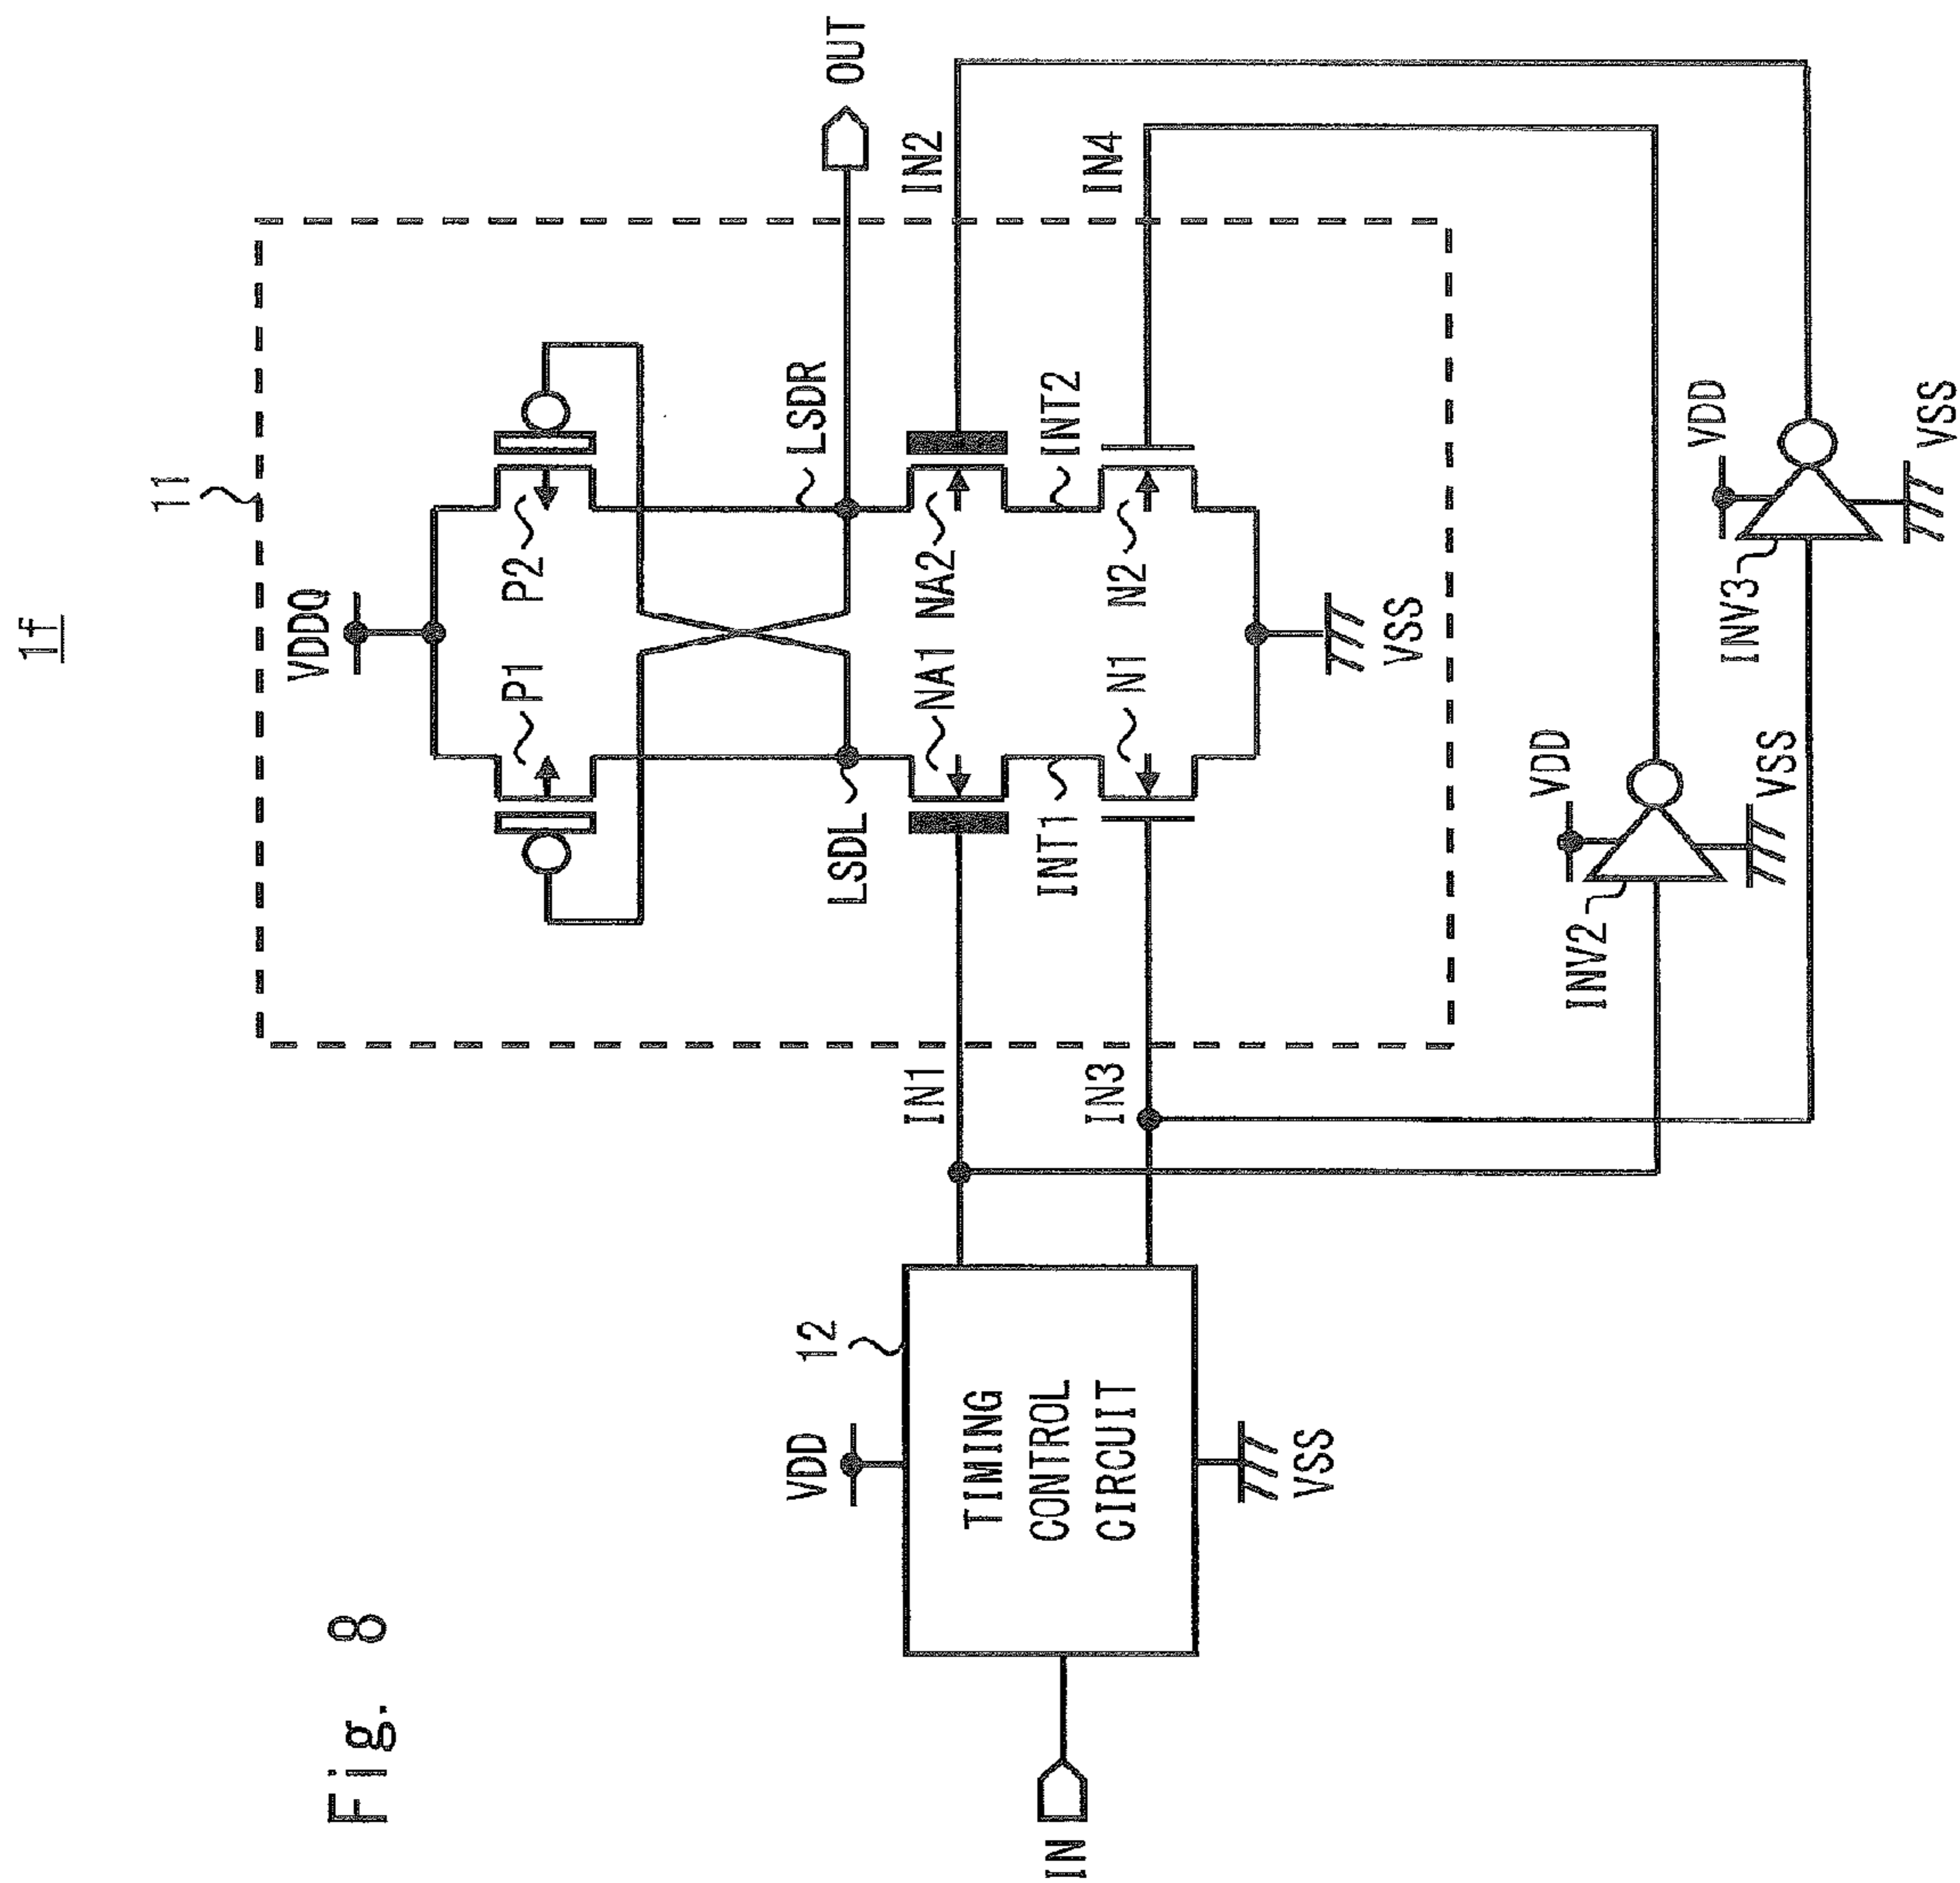 Fig. 8
1f
11
VDDQ
P1
P2
LSDL
LSDR
OUT
NA1
NA2
IN1
IN2
INT1
INT2
N1
N2
IN3
IN4
VSS
12
VDD
TIMING
CONTROL
CIRCUIT
VSS
IN
VDD
INV2
VSS
VDD
INV3
VSS